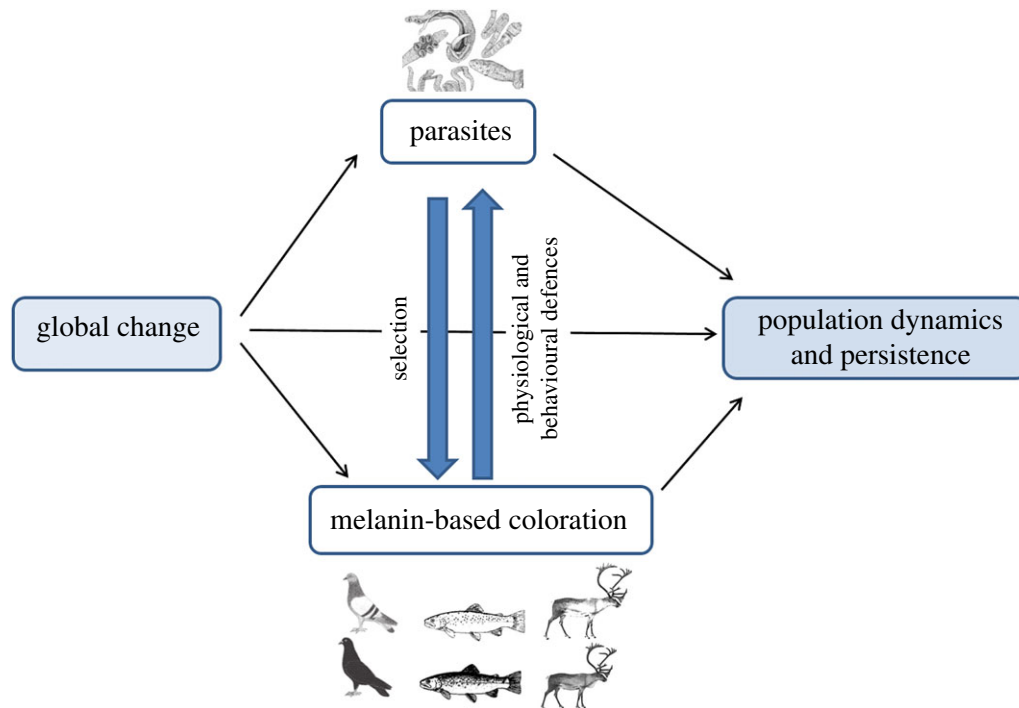 parasites
global change
selection
physiological and
behavioural defences
population dynamics
and persistence
melanin-based coloration